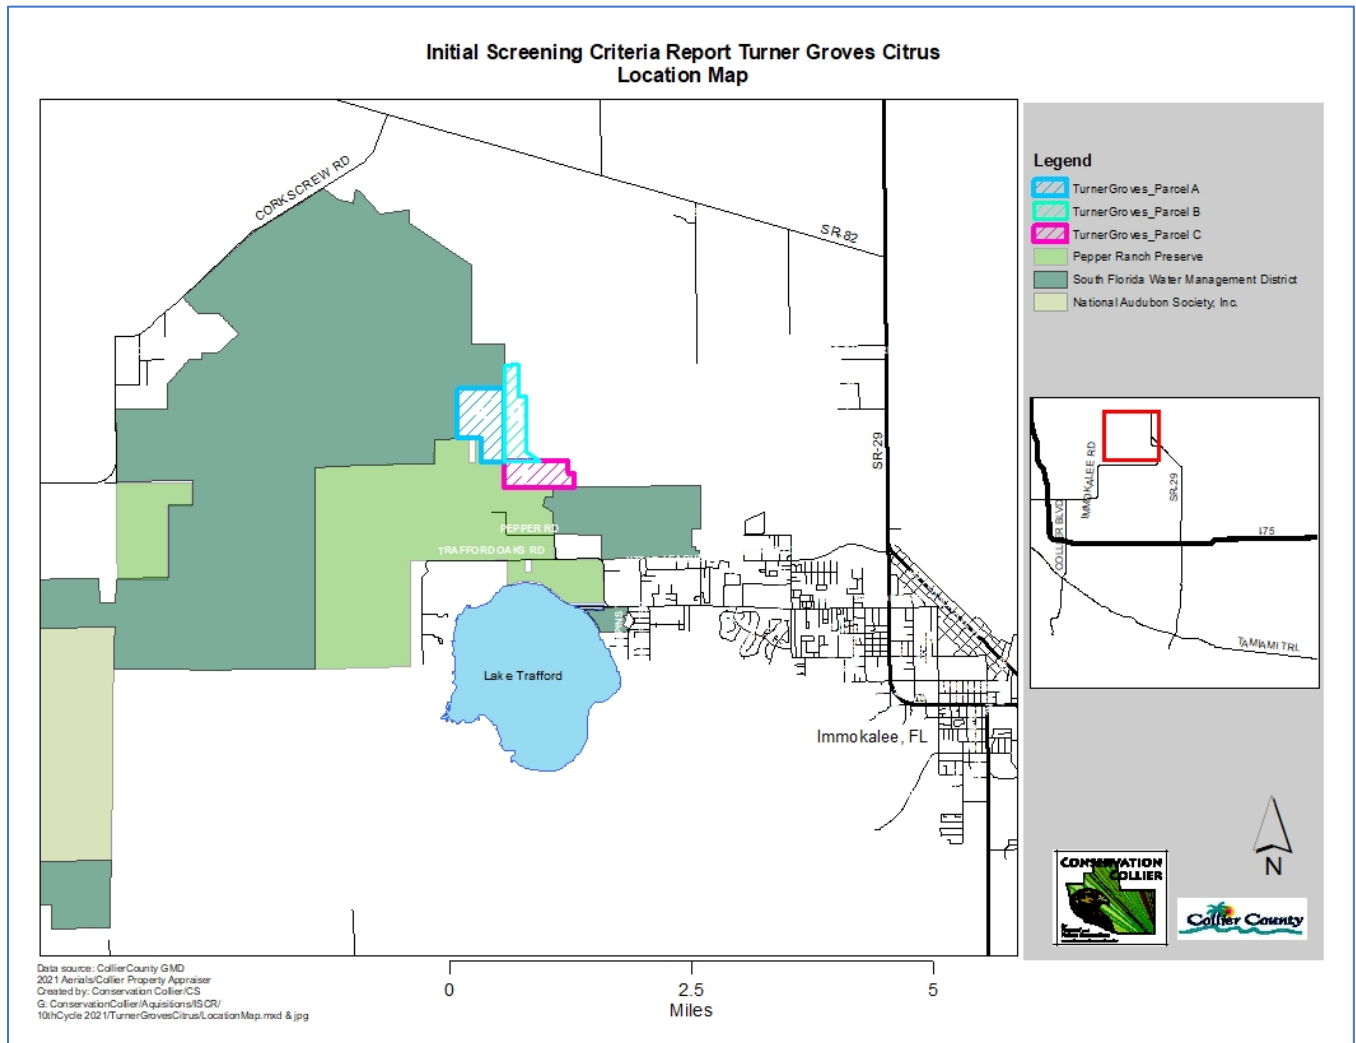 Initial Screening Criteria Report Turner Groves Citrus
Location Map
CORKSCREW RD
SR-82
SR-29
PEPPER RD
TRAFFORD OAKS RD
Lake Trafford
Immokalee, FL
Legend
TurnerGroves_Parcel A
TurnerGroves_Parcel B
TurnerGroves_Parcel C
Pepper Ranch Preserve
South Florida Water Management District
National Audubon Society, Inc.
IMMOKALEE RD
SR-29
COLLIER BLVD
I75
TAMIAMI TRL
N
CONSERVATION
COLLIER
Collier County
Data source: CollierCounty GMD
2021 Aerials/Collier Property Appraiser
Created by: Conservation Collier/CS
G: ConservationCollier/Aquisitions/ISCR/
10thCycle 2021/TurnerGrovesCitrus/LocationMap.mxd & jpg
0 2.5 5
Miles